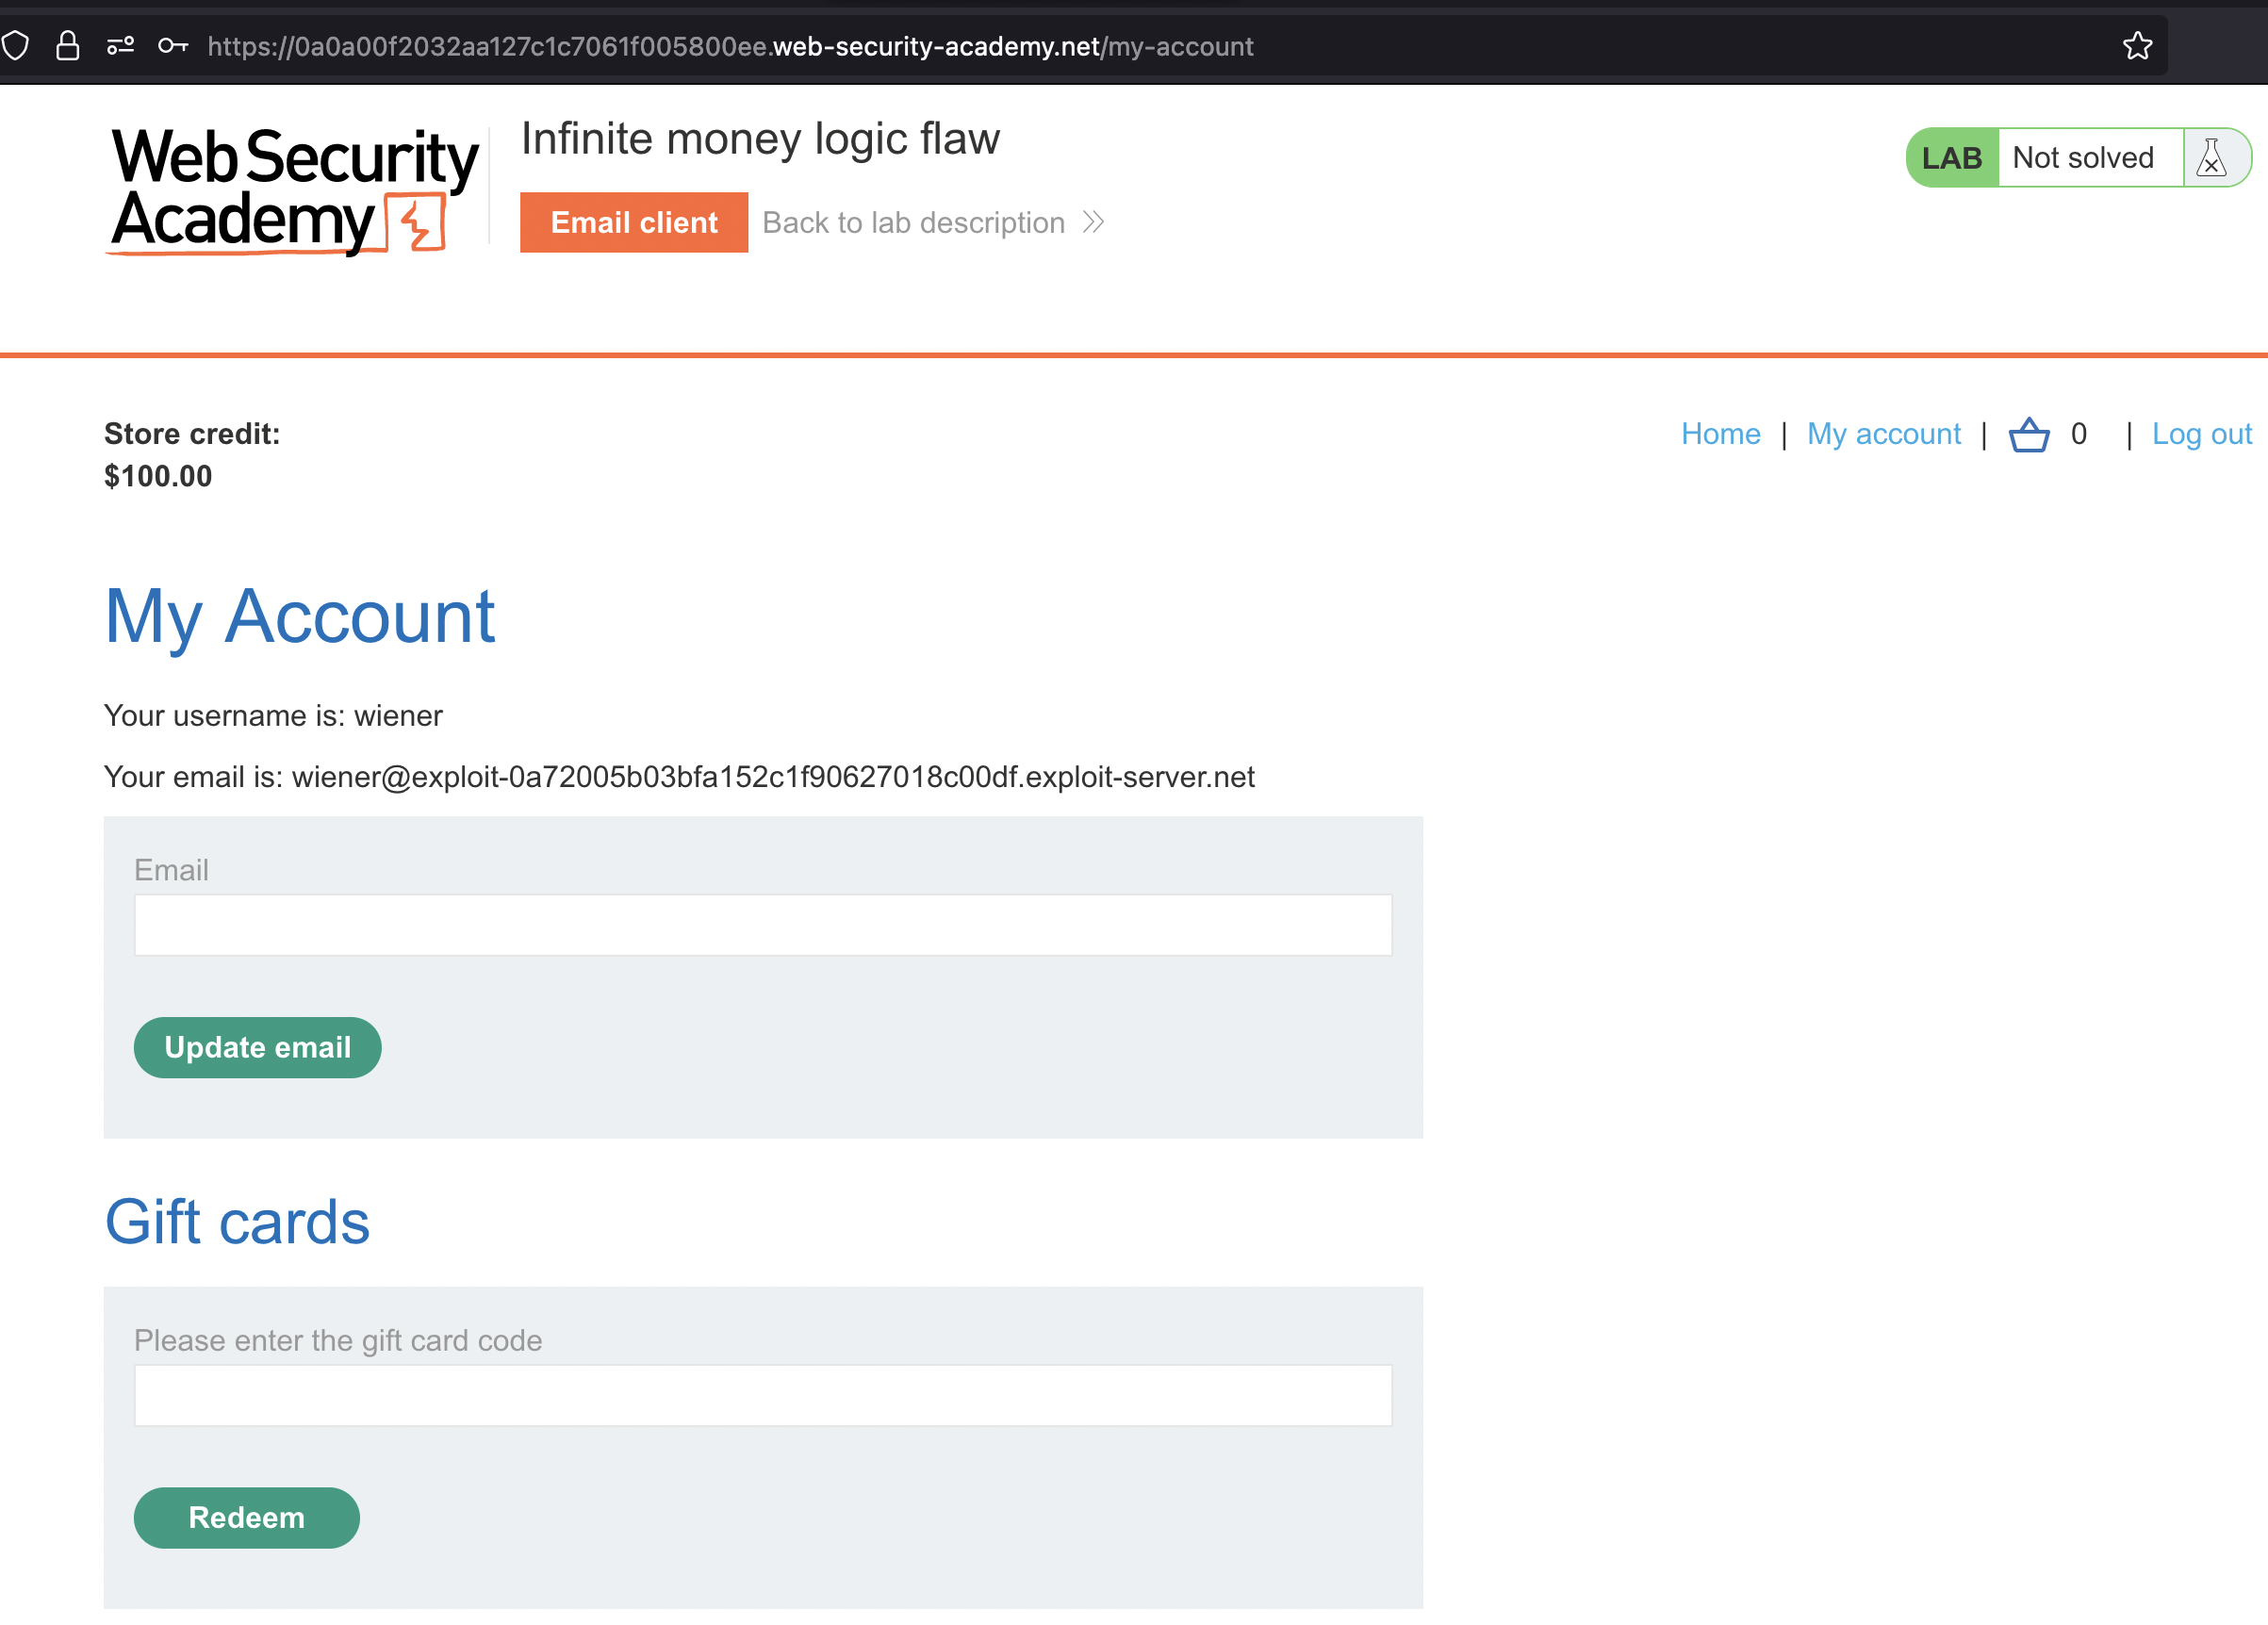 https://0a0a00f2032aa127c1c7061f005800ee.web-security-academy.net/my-account
Web Security
Academy
Infinite money logic flaw
Email client
Back to lab description
LAB
Not solved
Store credit:
$100.00
Home | My account | 0 | Log out
My Account
Your username is: wiener
Your email is: wiener@exploit-0a72005b03bfa152c1f90627018c00df.exploit-server.net
Email
Update email
Gift cards
Please enter the gift card code
Redeem